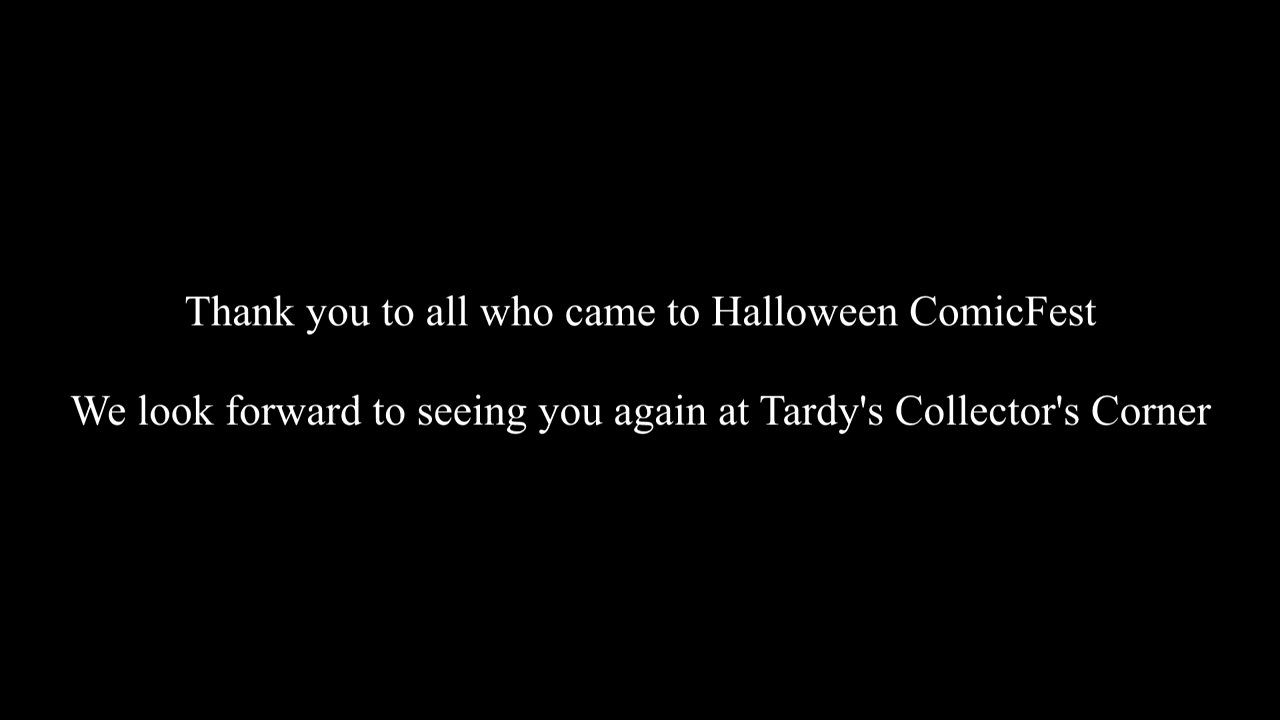 Thank you to all who came to Halloween ComicFest
We look forward to seeing you again at Tardy's Collector's Corner